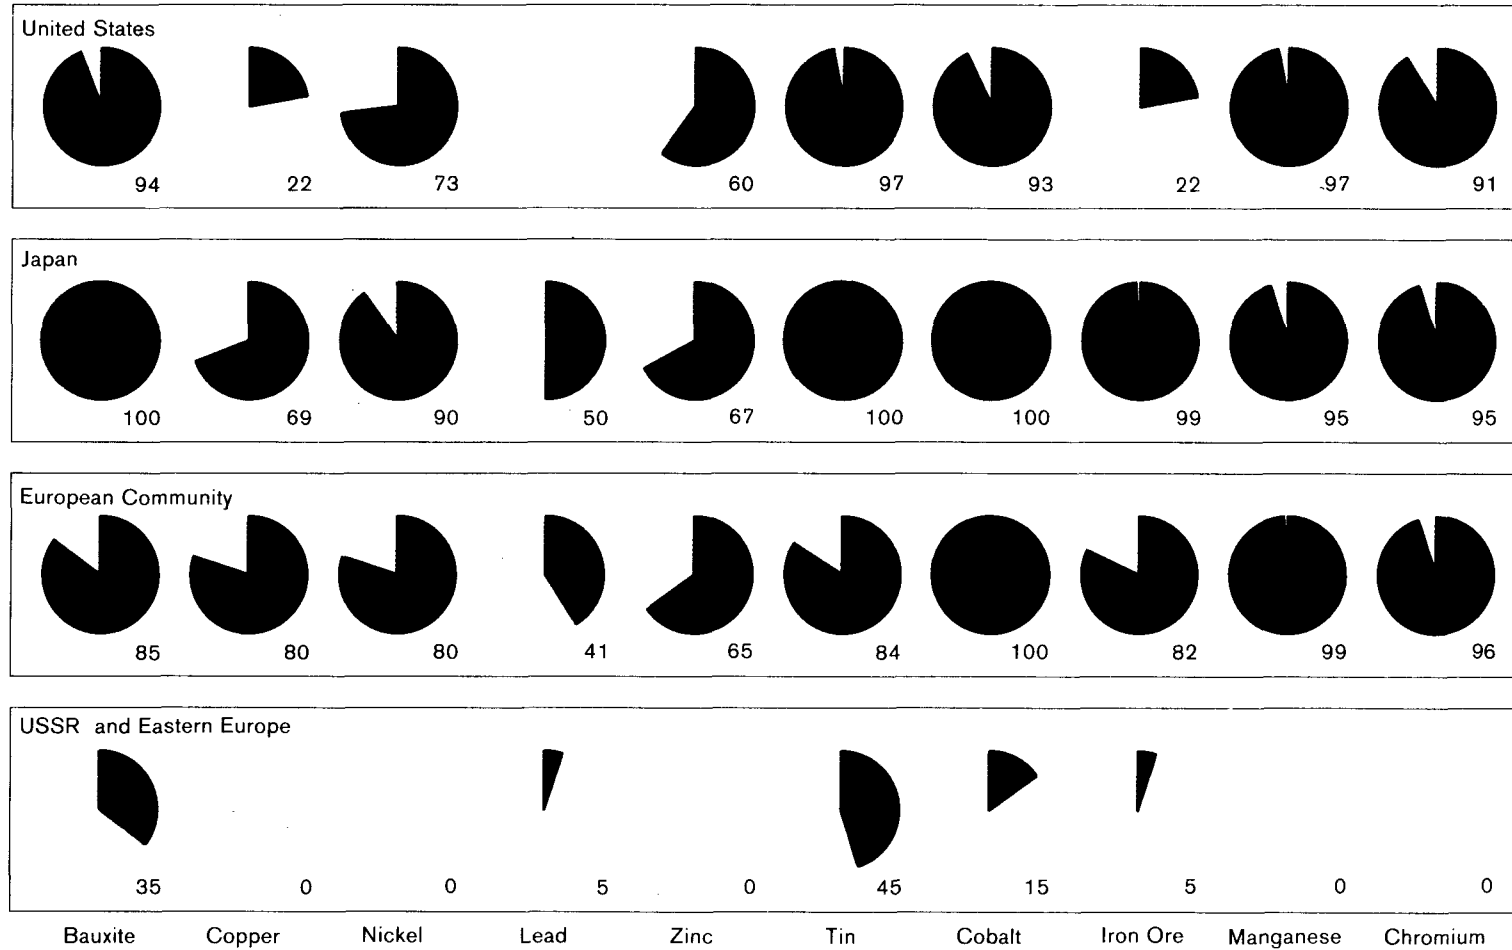 United States
94 22 73 60 97 93 22 97 91
Japan
100 69 90 50 67 100 100 99 95 95
European Community
85 80 80 41 65 84 100 82 99 96
USSR and Eastern Europe
35 0 0 5 0 45 15 5 0 0
Bauxite Copper Nickel Lead Zinc Tin Cobalt Iron Ore Manganese Chromium